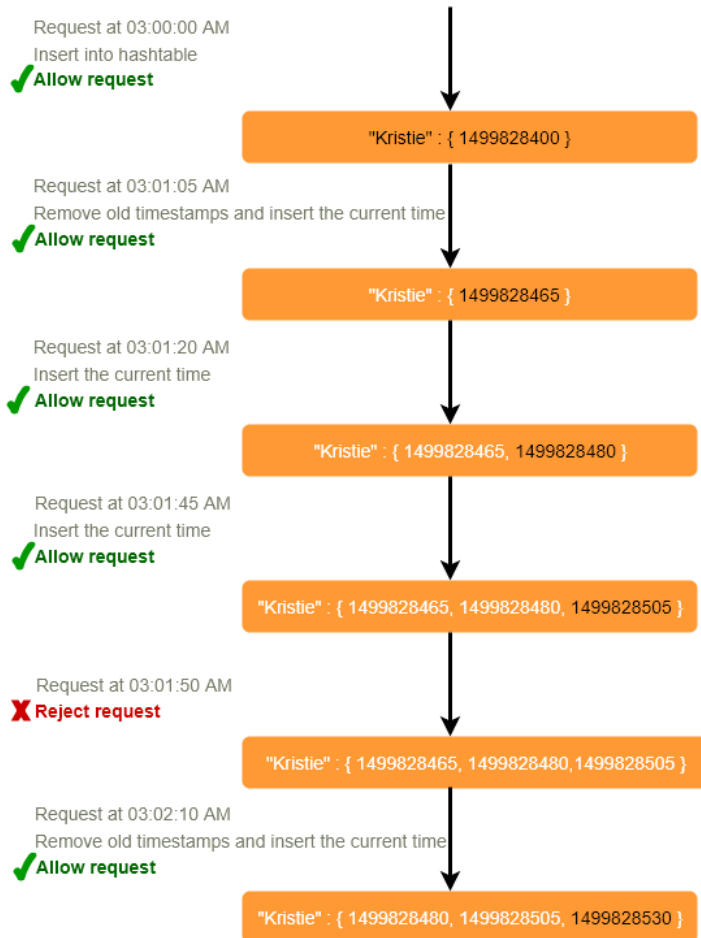 Request at 03:00:00 AM
Insert into hashtable
Allow request
"Kristie" : { 1499828400 }
Request at 03:01:05 AM
Remove old timestamps and insert the current time
Allow request
"Kristie" : { 1499828465 }
Request at 03:01:20 AM
Insert the current time
Allow request
"Kristie" : { 1499828465, 1499828480 }
Request at 03:01:45 AM
Insert the current time
Allow request
"Kristie" : { 1499828465, 1499828480, 1499828505 }
Request at 03:01:50 AM
Reject request
"Kristie" : { 1499828465, 1499828480,1499828505 }
Request at 03:02:10 AM
Remove old timestamps and insert the current time
Allow request
"Kristie" : { 1499828480, 1499828505, 1499828530 }